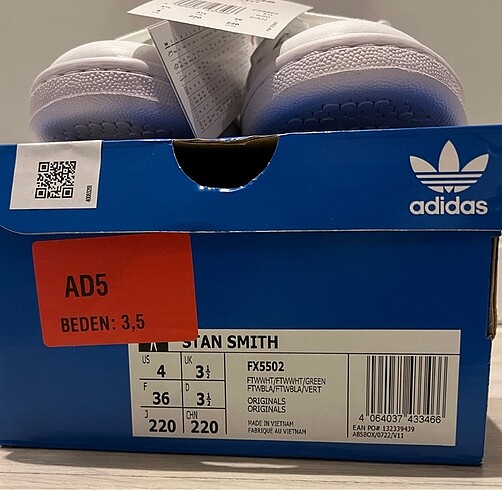 adidas
AD5
BEDEN: 3,5
STAN SMITH
US 4 UK 3½
F 36 D 3½
J 220 CHN 220
FX5502
FTWWHT/FTWWHT/GREEN
FTWBLA/FTWBLA/VERT
ORIGINALS
ORIGINALS
MADE IN VIETNAM
FABRIQUÉ AU VIETNAM
4 064037 433466
EAN PO# 132339439
ABSBOX/0722/V11